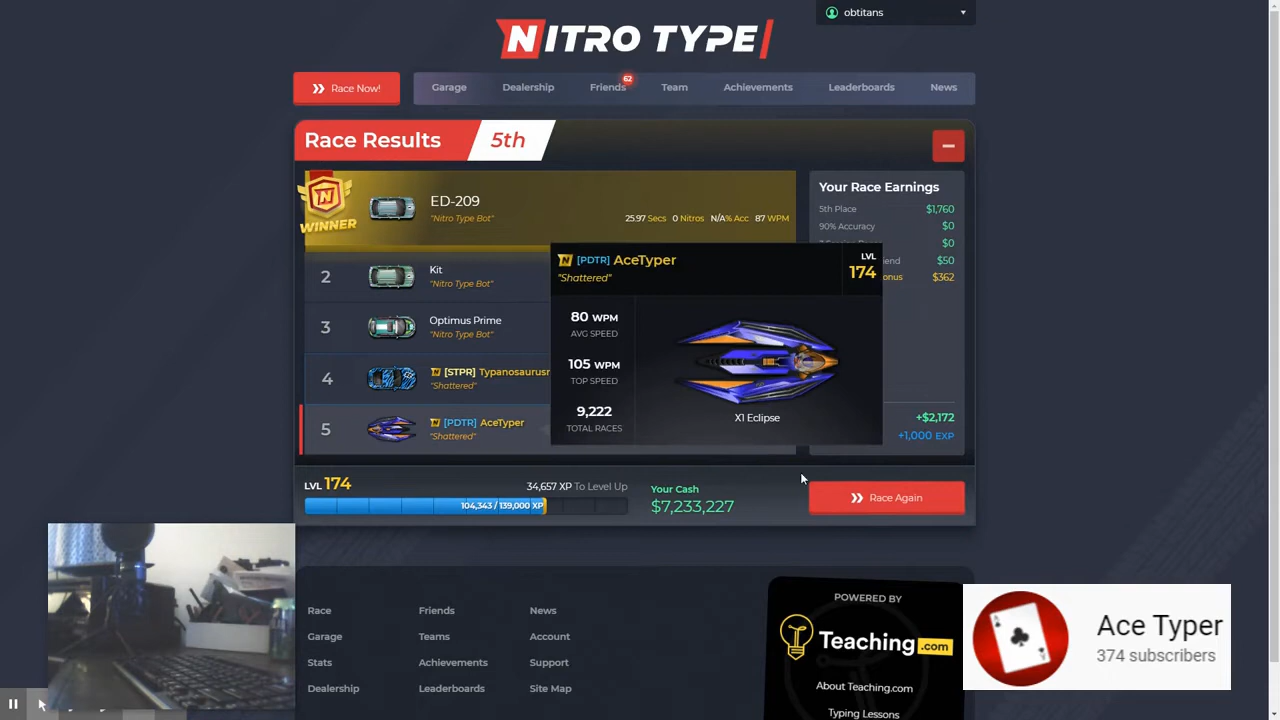 obtitans
NITRO TYPE
Race Now!
Garage
Dealership
Friends
62
Team
Achievements
Leaderboards
News
Race Results
5th
WINNER
ED-209
"Nitro Type Bot"
25.97 Secs 0 Nitros N/A% Acc 87 WPM
2
Kit
"Nitro Type Bot"
3
Optimus Prime
"Nitro Type Bot"
4
[STPR] Typanosaurusr
"Shattered"
5
[PDTR] AceTyper
"Shattered"
[PDTR] AceTyper
"Shattered"
LVL
174
80 WPM
AVG SPEED
105 WPM
TOP SPEED
9,222
TOTAL RACES
X1 Eclipse
Your Race Earnings
5th Place $1,760
90% Accuracy $0
$0
iend $50
onus $362
+$2,172
+1,000 EXP
LVL 174
34,657 XP To Level Up
104,343 / 139,000 XP
Your Cash
$7,233,227
Race Again
Race
Garage
Stats
Dealership
Friends
Teams
Achievements
Leaderboards
News
Account
Support
Site Map
POWERED BY
Teaching.com
About Teaching.com
Typing Lessons
Ace Typer
374 subscribers